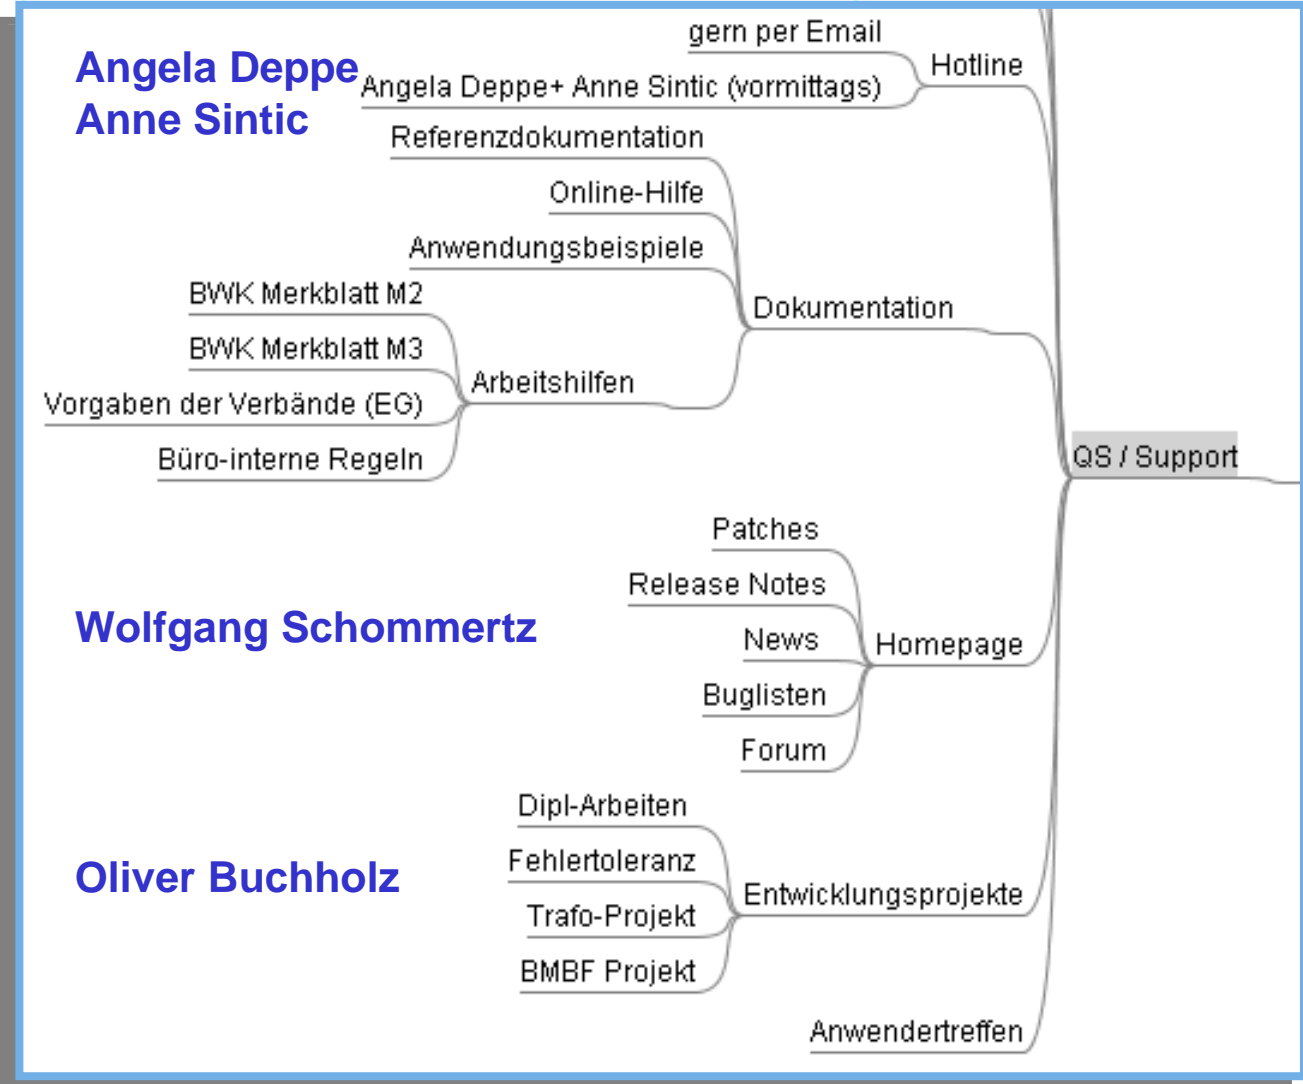 Angela Deppe
Anne Sintic
gern per Email
Angela Deppe+ Anne Sintic (vormittags)
Hotline
Referenzdokumentation
Online-Hilfe
Anwendungsbeispiele
BWK Merkblatt M2
BWK Merkblatt M3
Vorgaben der Verbände (EG)
Büro-interne Regeln
Arbeitshilfen
Dokumentation
QS / Support
Wolfgang Schommertz
Patches
Release Notes
News
Buglisten
Forum
Homepage
Oliver Buchholz
Dipl-Arbeiten
Fehlertoleranz
Trafo-Projekt
BMBF Projekt
Entwicklungsprojekte
Anwendertreffen